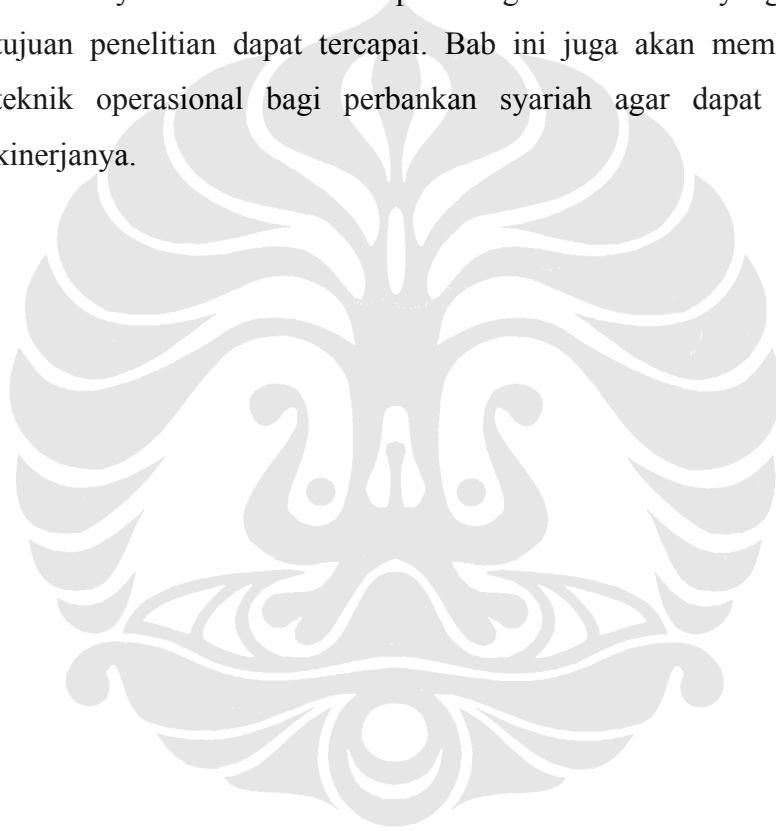 tujuan penelitian dapat tercapai. Bab ini juga akan mem
teknik operasional bagi perbankan syariah agar dapat
kinerjanya.